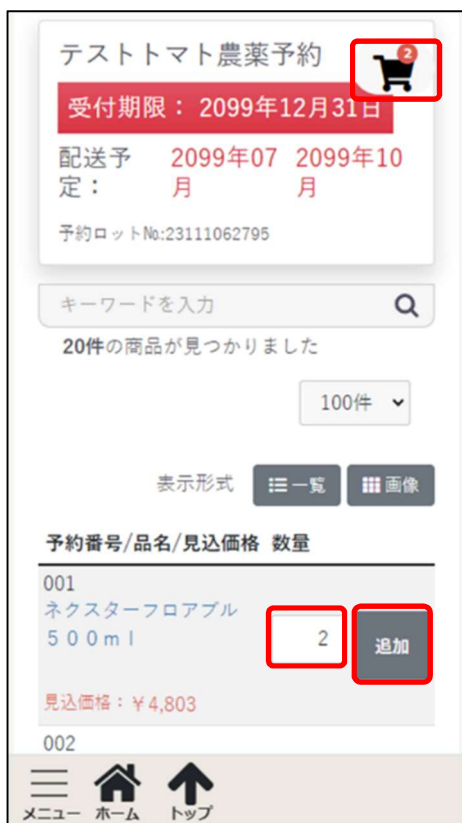 テストトマト農薬予約
2
受付期限： 2099年12月31日
配送予 2099年07 2099年10
定： 月 月
予約ロット№:23111062795
キーワードを入力
20件の商品が見つかりました
100件
表示形式 一覧 画像
予約番号/品名/見込価格 数量
001
ネクスターフロアブル
５００ｍｌ 2 追加
見込価格：￥4,803
002
メニュー ホーム トップ